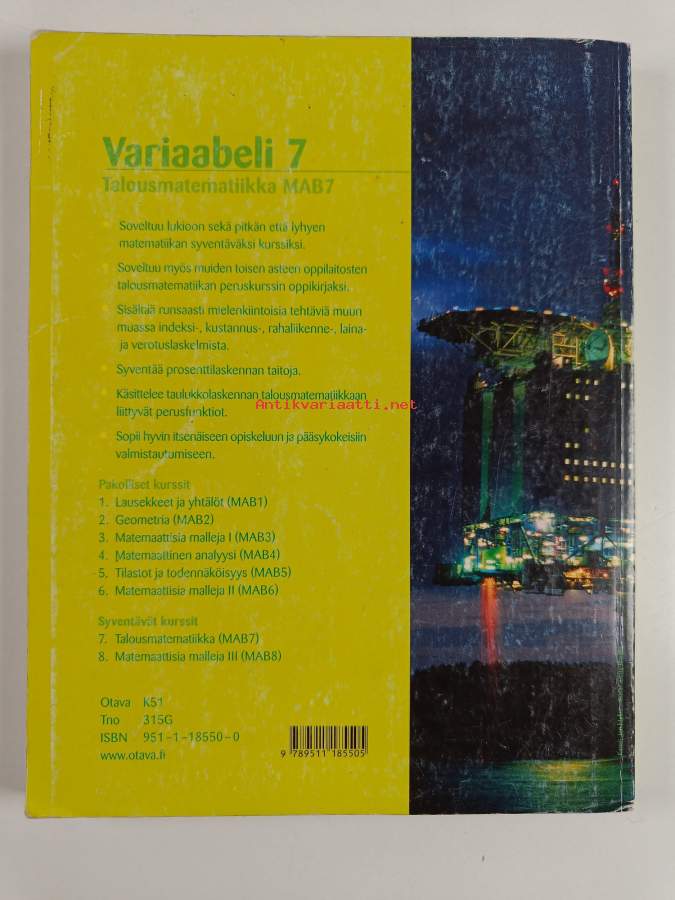 Variaabeli 7
Talousmatematiikka MAB7
Soveltuu lukioon sekä pitkän että lyhyen
matematiikan syventäväksi kurssiksi.
Soveltuu myös muiden toisen asteen oppilaitosten
talousmatematiikan peruskurssin oppikirjaksi.
Sisältää runsaasti mielenkiintoisia tehtäviä muun
muassa indeksi-, kustannus-, rahaliikenne-, laina-
ja verotuslaskelmista.
Syventää prosenttilaskennan taitoja.
Käsittelee taulukkolaskennan talousmatematiikkaan
liittyvät perusfunktiot.
Antikvariaatti.net
Sopii hyvin itsenäiseen opiskeluun ja pääsykokeisiin
valmistautumiseen.
Pakolliset kurssit
1. Lausekkeet ja yhtälöt (MAB1)
2. Geometria (MAB2)
3. Matemaattisia malleja I (MAB3)
4. Matemaattinen analyysi (MAB4)
5. Tilastot ja todennäköisyys (MAB5)
6. Matemaattisia malleja II (MAB6)
Syventävät kurssit
7. Talousmatematiikka (MAB7)
8. Matemaattisia malleja III (MAB8)
Otava K51
Tno 315G
ISBN 951-1-18550-0
www.otava.fi
9 789511 185505